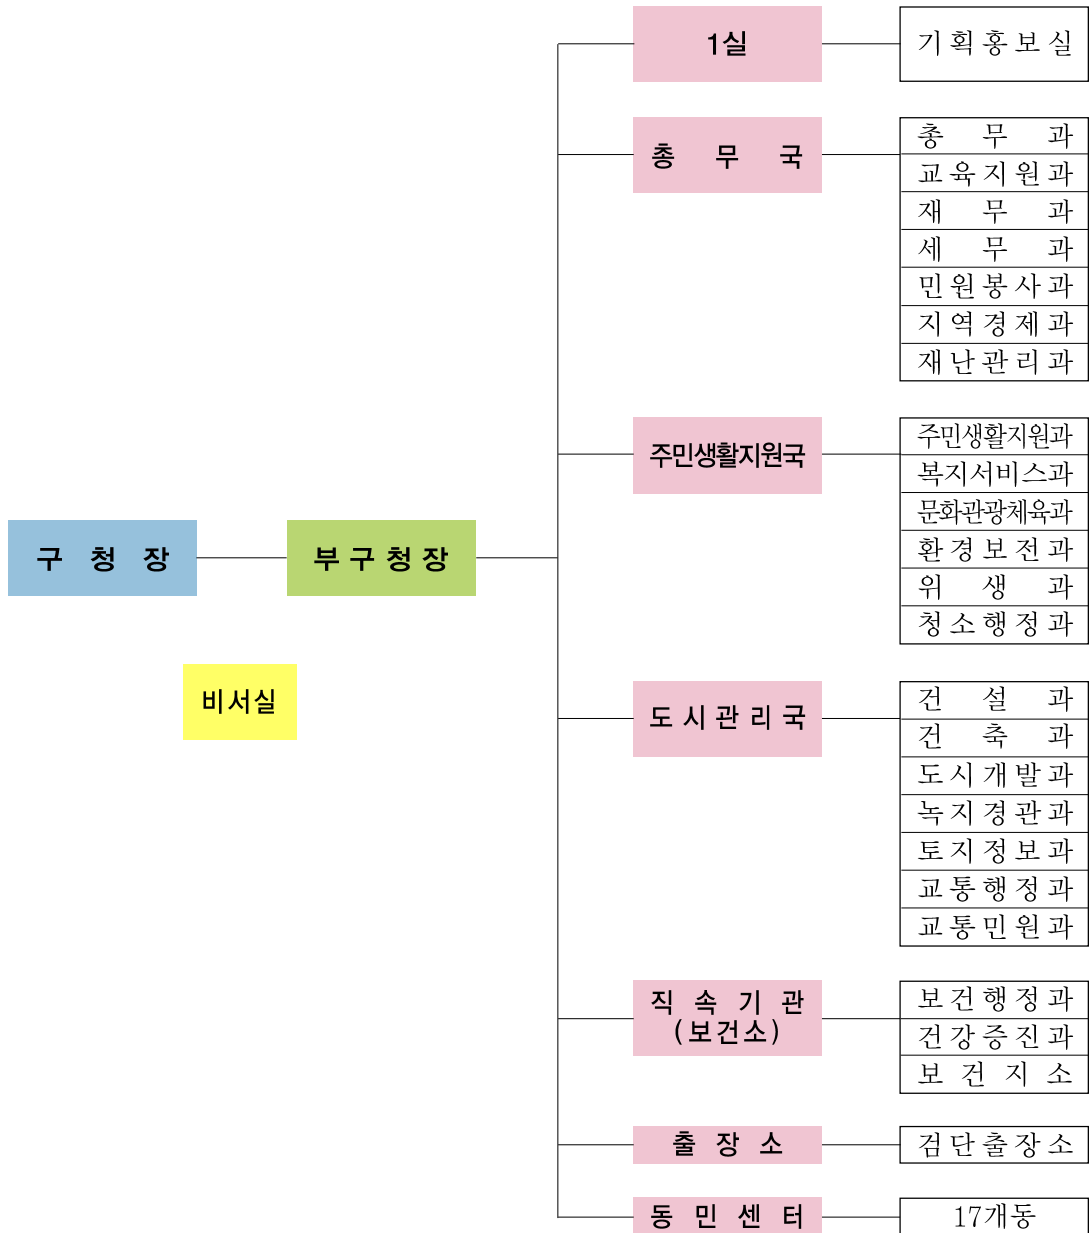 구청장
부구청장
비서실
1실
기획홍보실
총무국
총무과
교육지원과
재무과
세무과
민원봉사과
지역경제과
재난관리과
주민생활지원국
주민생활지원과
복지서비스과
문화관광체육과
환경보전과
위생과
청소행정과
도시관리국
건설과
건축과
도시개발과
녹지경관과
토지정보과
교통행정과
교통민원과
직속기관
(보건소)
보건행정과
건강증진과
보건지소
출장소
검단출장소
동민센터
17개동